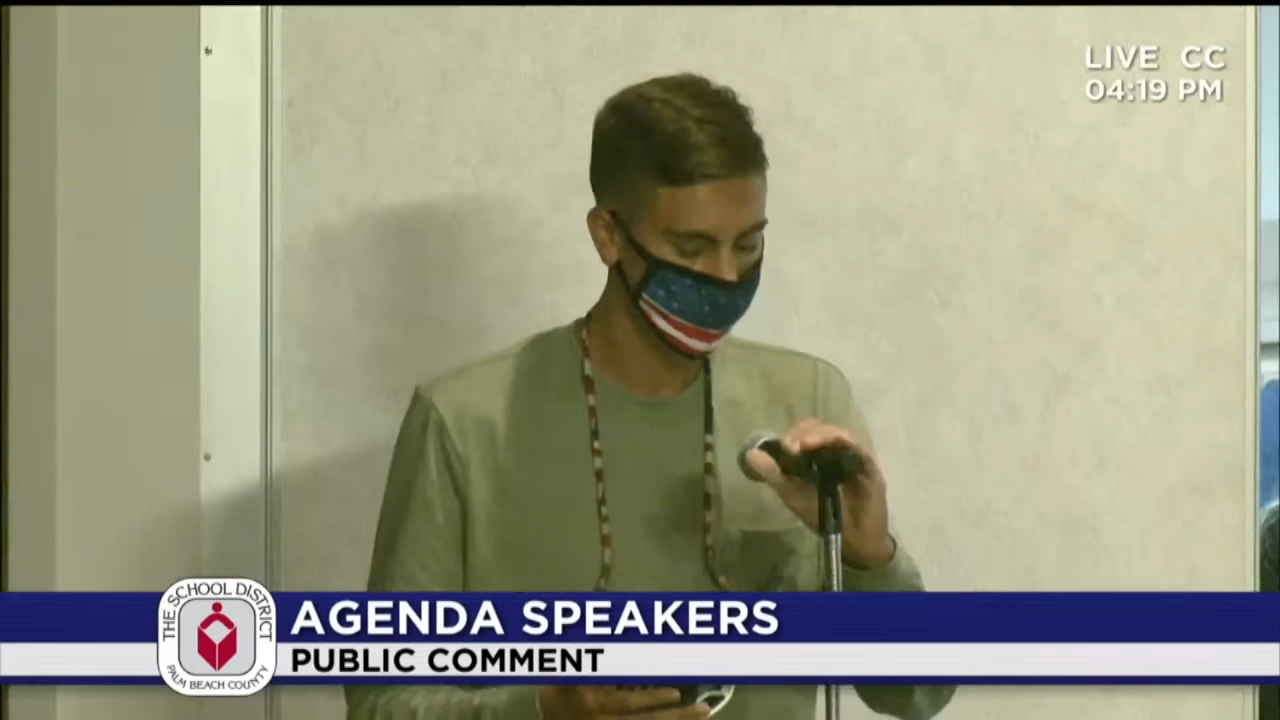 LIVE CC
04:19 PM
THE SCHOOL DISTRICT
PALM BEACH COUNTY
AGENDA SPEAKERS
PUBLIC COMMENT